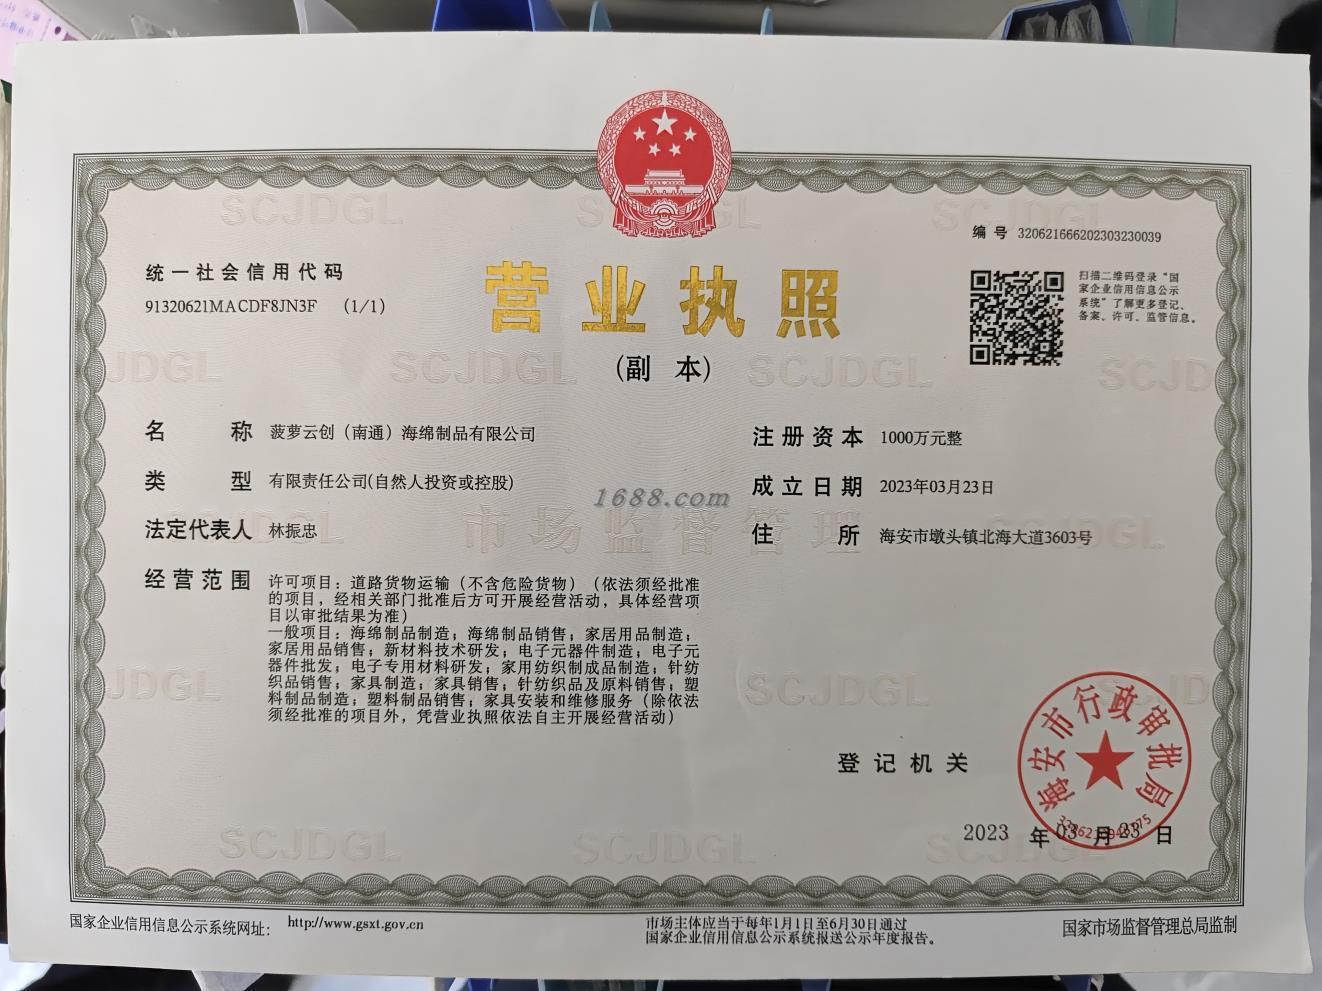 编号 320621666202303230039
统一社会信用代码
91320621MACDF8JN3F (1/1)
营业执照
(副 本)
扫描二维码登录“国
家企业信用信息公示
系统”了解更多登记、
备案、许可、监管信息。
名称 菠萝云创（南通）海绵制品有限公司
类型 有限责任公司(自然人投资或控股)
法定代表人 林振忠
经营范围 许可项目：道路货物运输（不含危险货物）（依法须经批准
的项目，经相关部门批准后方可开展经营活动，具体经营项
目以审批结果为准）
一般项目：海绵制品制造；海绵制品销售；家居用品制造；
家居用品销售；新材料技术研发；电子元器件制造；电子元
器件批发；电子专用材料研发；家用纺织制成品制造；针纺
织品销售；家具制造；家具销售；针纺织品及原料销售；塑
料制品制造；塑料制品销售；家具安装和维修服务（除依法
须经批准的项目外，凭营业执照依法自主开展经营活动）
注册资本 1000万元整
成立日期 2023年03月23日
住所 海安市墩头镇北海大道3603号
1688.com
市场监督管理
SCJDGL
登记机关
海安市行政审批局
2023 年 03 月 23 日
国家企业信用信息公示系统网址： http://www.gsxt.gov.cn
市场主体应当于每年1月1日至6月30日通过
国家企业信用信息公示系统报送公示年度报告。
国家市场监督管理总局监制